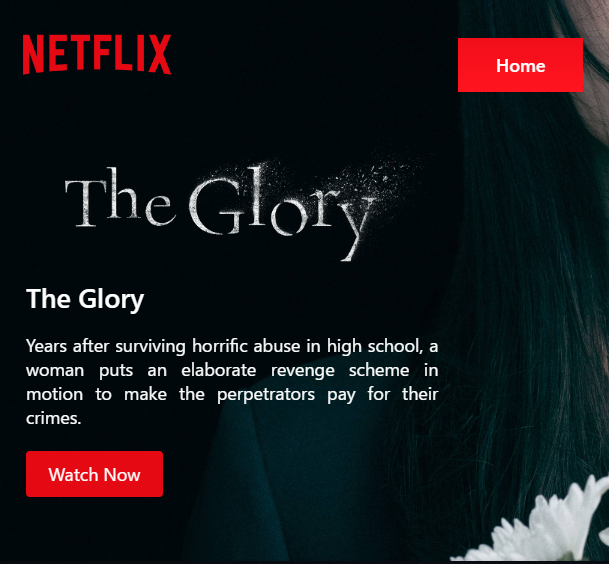 NETFLIX
Home
The Glory
The Glory
Years after surviving horrific abuse in high school, a
woman puts an elaborate revenge scheme in
motion to make the perpetrators pay for their
crimes.
Watch Now